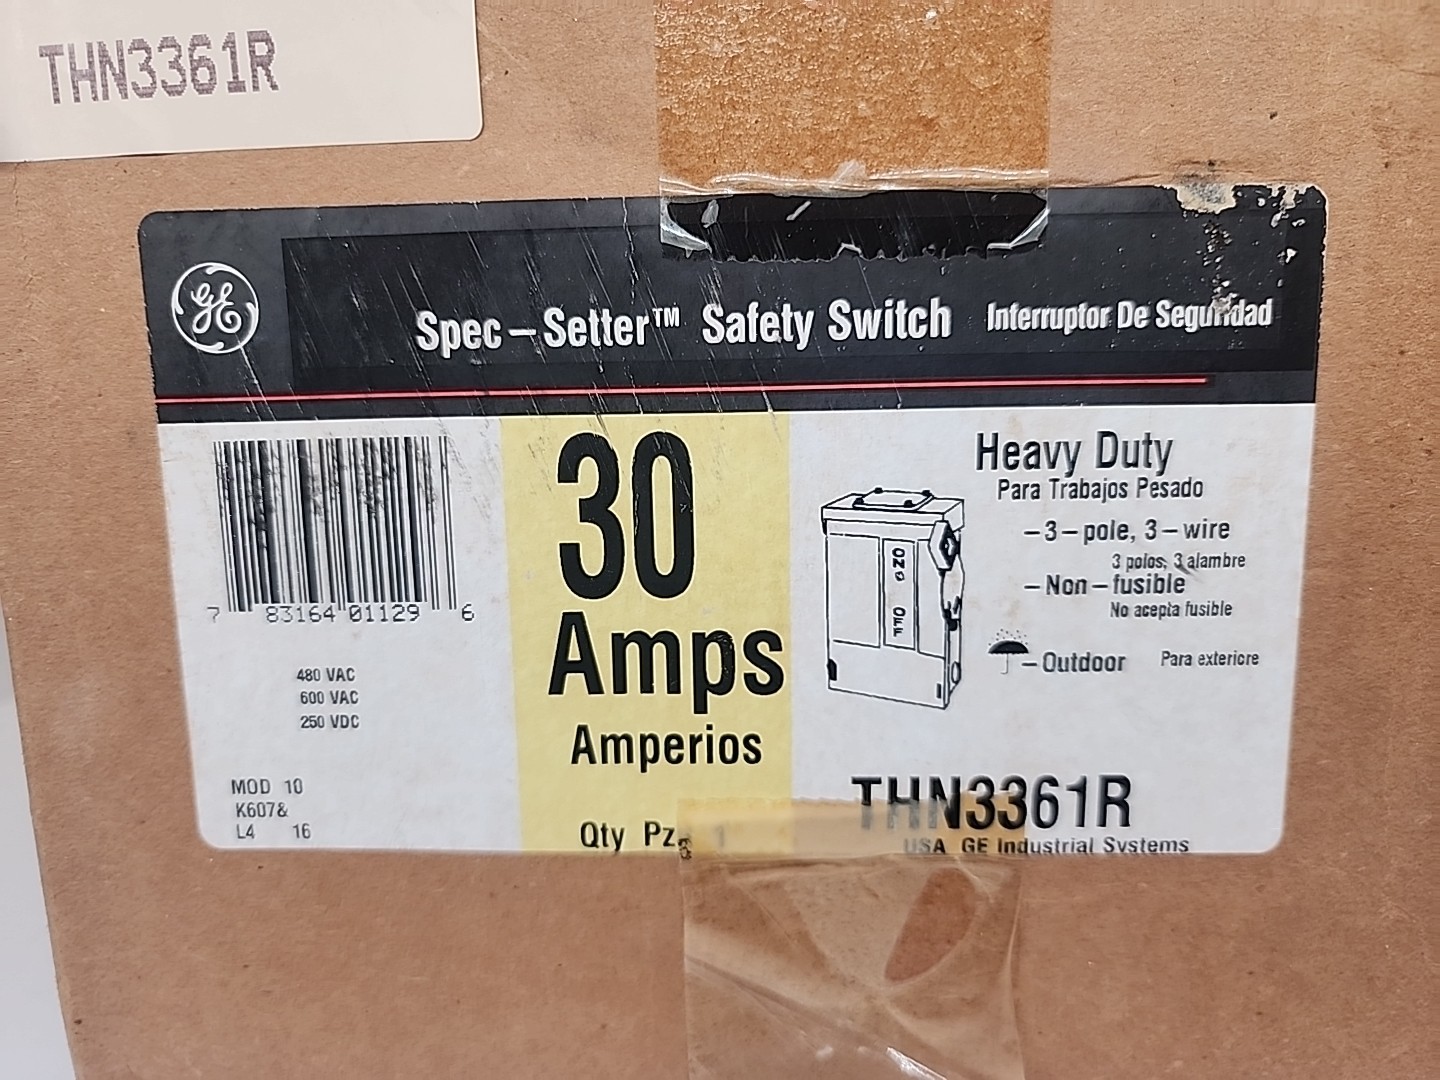 THN3361R
GE
Spec-Setter™ Safety Switch Interruptor De Seguridad
30
Amps
Amperios
Qty Pz. 1
7 83164 01129 6
480 VAC
600 VAC
250 VDC
MOD 10
K607&
L4 16
Heavy Duty
Para Trabajos Pesado
-3-pole, 3-wire
3 polos, 3 alambre
-Non-fusible
No acepta fusible
-Outdoor Para exteriore
ON
OFF
THN3361R
USA GE Industrial Systems